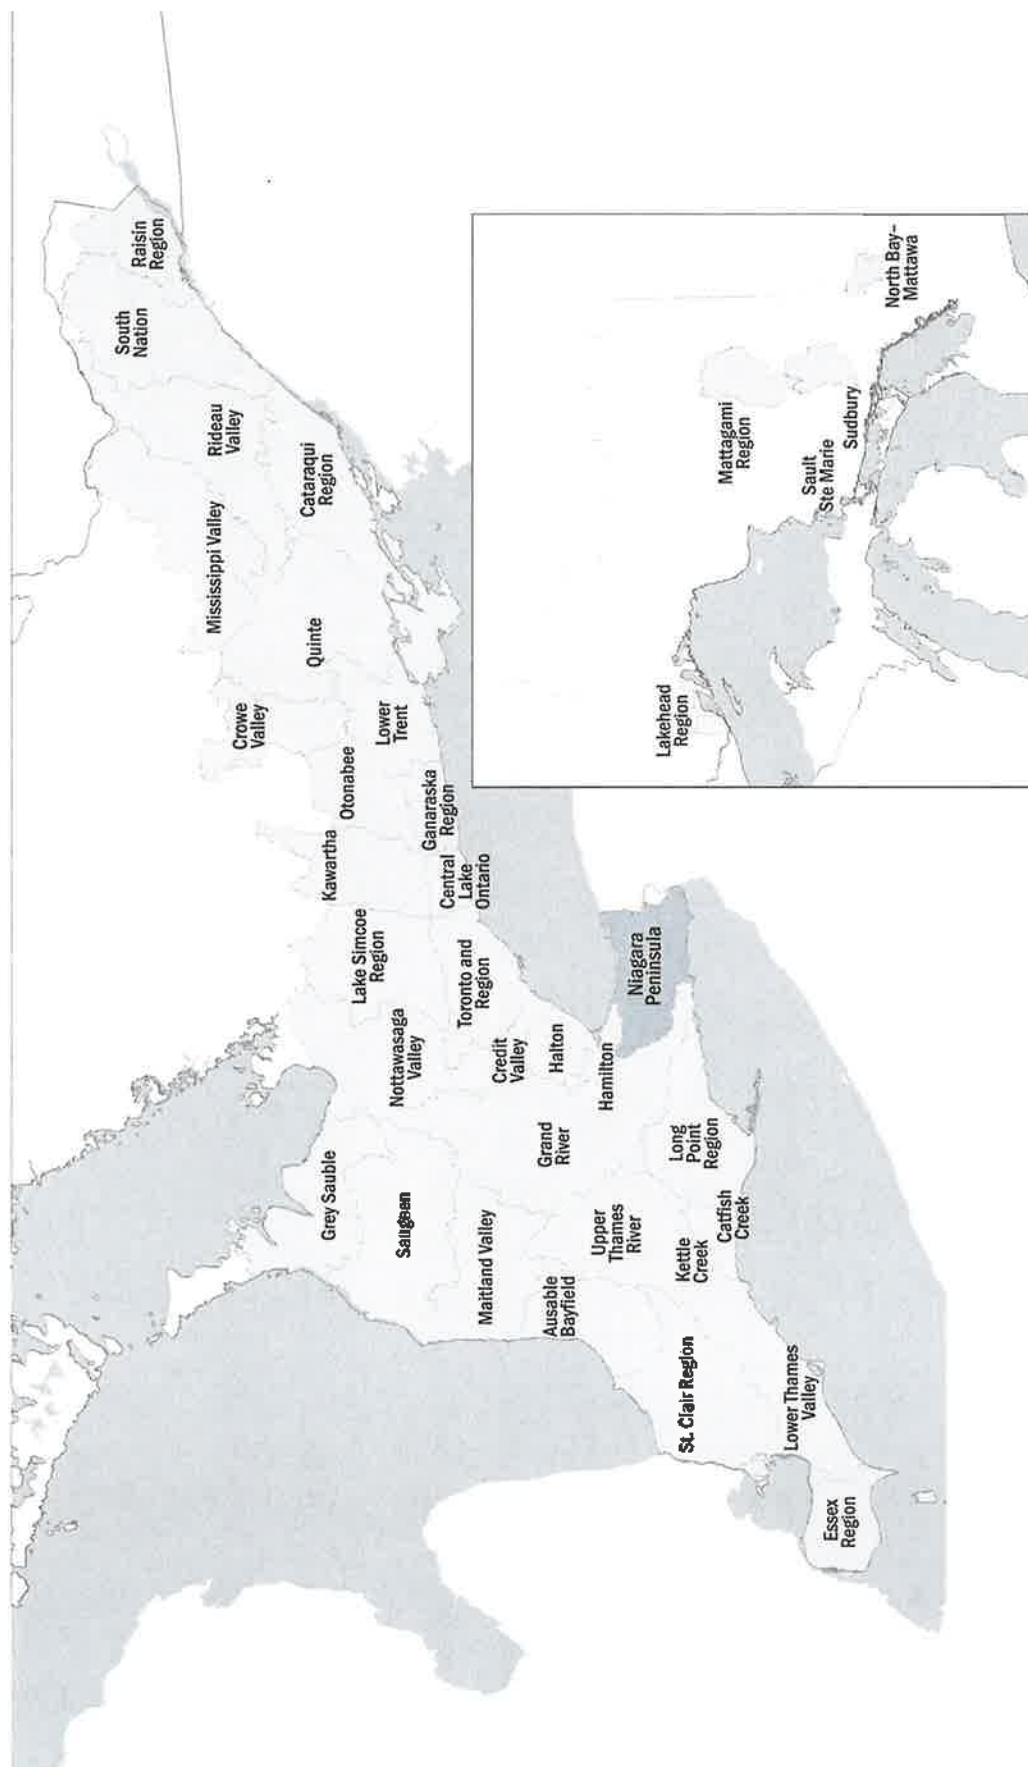 Raisin
Region
South
Nation
Rideau
Valley
Cataraqui
Region
Mississippi Valley
Quinte
Crowe
Valley
Lower
Trent
Otonabee
Ganaraska
Region
Kawartha
Central
Lake
Ontario
Lake Simcoe
Region
Toronto and
Region
Nottawasaga
Valley
Credit
Valley
Halton
Hamilton
Niagara
Peninsula
Grey Sauble
Saugeen
Grand
River
Long
Point
Region
Maitland Valley
Upper
Thames
River
Catfish
Creek
Kettle
Creek
Ausable
Bayfield
St. Clair Region
Lower Thames
Valley
Essex
Region
North Bay–
Mattawa
Mattagami
Region
Sudbury
Sault
Ste Marie
Lakehead
Region